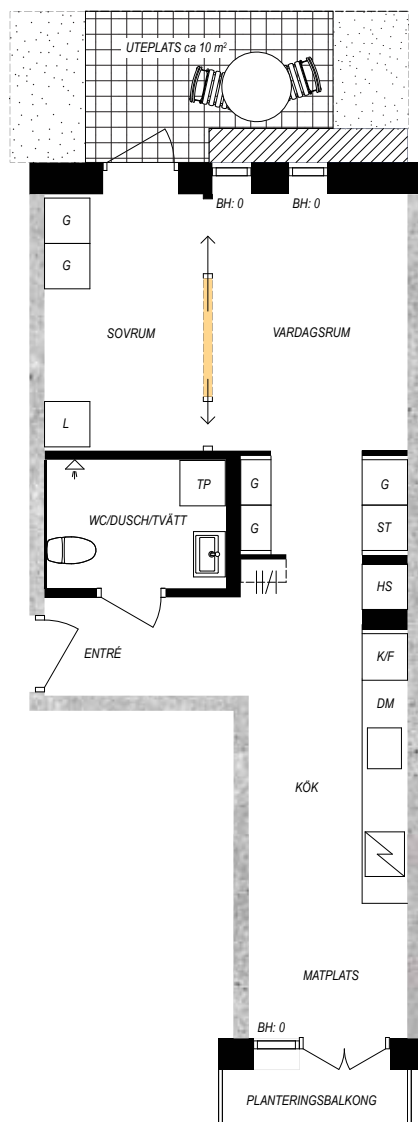 UTEPLATS ca 10 m²
BH: 0 BH: 0
G
G
SOVRUM VARDAGSRUM
L
TP G G
WC/DUSCH/TVÄTT G ST
HS
ENTRÉ K/F
DM
KÖK
MATPLATS
BH: 0
PLANTERINGSBALKONG